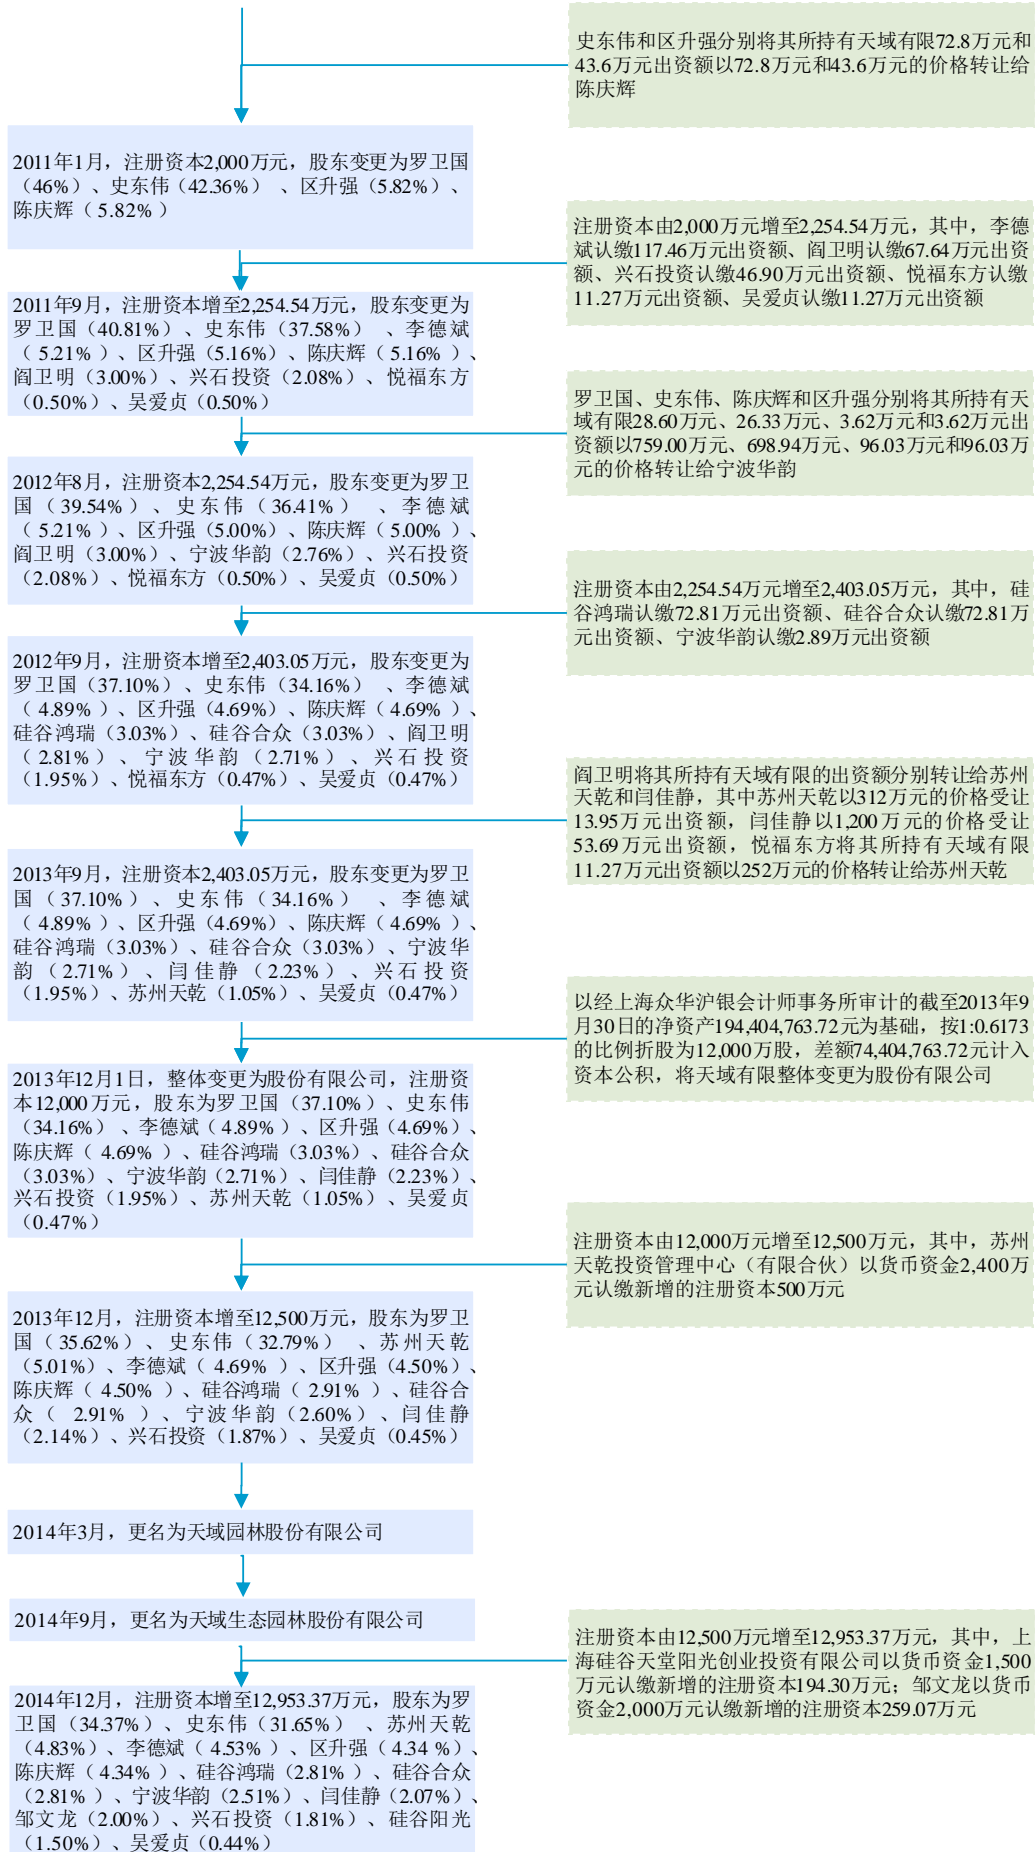 史东伟和区升强分别将其所持有天域有限72.8万元和
43.6万元出资额以72.8万元和43.6万元的价格转让给
陈庆辉
2011年1月，注册资本2,000万元，股东变更为罗卫国
（46%）、史东伟（42.36%）、区升强（5.82%）、
陈庆辉（5.82%）
注册资本由2,000万元增至2,254.54万元，其中，李德
斌认缴117.46万元出资额、阎卫明认缴67.64万元出资
额、兴石投资认缴46.90万元出资额、悦福东方认缴
11.27万元出资额、吴爱贞认缴11.27万元出资额
2011年9月，注册资本增至2,254.54万元，股东变更为
罗卫国（40.81%）、史东伟（37.58%）、李德斌
（5.21%）、区升强（5.16%）、陈庆辉（5.16%）、
阎卫明（3.00%）、兴石投资（2.08%）、悦福东方
（0.50%）、吴爱贞（0.50%）
罗卫国、史东伟、陈庆辉和区升强分别将其所持有天
域有限28.60万元、26.33万元、3.62万元和3.62万元出
资额以759.00万元、698.94万元、96.03万元和96.03万
元的价格转让给宁波华韵
2012年8月，注册资本2,254.54万元，股东变更为罗卫
国（39.54%）、史东伟（36.41%）、李德斌
（5.21%）、区升强（5.00%）、陈庆辉（5.00%）、
阎卫明（3.00%）、宁波华韵（2.76%）、兴石投资
（2.08%）、悦福东方（0.50%）、吴爱贞（0.50%）
注册资本由2,254.54万元增至2,403.05万元，其中，硅
谷鸿瑞认缴72.81万元出资额、硅谷合众认缴72.81万
元出资额、宁波华韵认缴2.89万元出资额
2012年9月，注册资本增至2,403.05万元，股东变更为
罗卫国（37.10%）、史东伟（34.16%）、李德斌
（4.89%）、区升强（4.69%）、陈庆辉（4.69%）、
硅谷鸿瑞（3.03%）、硅谷合众（3.03%）、阎卫明
（2.81%）、宁波华韵（2.71%）、兴石投资
（1.95%）、悦福东方（0.47%）、吴爱贞（0.47%）
阎卫明将其所持有天域有限的出资额分别转让给苏州
天乾和闫佳静，其中苏州天乾以312万元的价格受让
13.95万元出资额，闫佳静以1,200万元的价格受让
53.69万元出资额，悦福东方将其所持有天域有限
11.27万元出资额以252万元的价格转让给苏州天乾
2013年9月，注册资本2,403.05万元，股东变更为罗卫
国（37.10%）、史东伟（34.16%）、李德斌
（4.89%）、区升强（4.69%）、陈庆辉（4.69%）、
硅谷鸿瑞（3.03%）、硅谷合众（3.03%）、宁波华
韵（2.71%）、闫佳静（2.23%）、兴石投资
（1.95%）、苏州天乾（1.05%）、吴爱贞（0.47%）
以经上海众华沪银会计师事务所审计的截至2013年9
月30日的净资产194,404,763.72元为基础，按1:0.6173
的比例折股为12,000万股，差额74,404,763.72元计入
资本公积，将天域有限整体变更为股份有限公司
2013年12月1日，整体变更为股份有限公司，注册资
本12,000万元，股东为罗卫国（37.10%）、史东伟
（34.16%）、李德斌（4.89%）、区升强（4.69%）、
陈庆辉（4.69%）、硅谷鸿瑞（3.03%）、硅谷合众
（3.03%）、宁波华韵（2.71%）、闫佳静（2.23%）、
兴石投资（1.95%）、苏州天乾（1.05%）、吴爱贞
（0.47%）
注册资本由12,000万元增至12,500万元，其中，苏州
天乾投资管理中心（有限合伙）以货币资金2,400万
元认缴新增的注册资本500万元
2013年12月，注册资本增至12,500万元，股东为罗卫
国（35.62%）、史东伟（32.79%）、苏州天乾
（5.01%）、李德斌（4.69%）、区升强（4.50%）、
陈庆辉（4.50%）、硅谷鸿瑞（2.91%）、硅谷合
众（2.91%）、宁波华韵（2.60%）、闫佳静
（2.14%）、兴石投资（1.87%）、吴爱贞（0.45%）
2014年3月，更名为天域园林股份有限公司
2014年9月，更名为天域生态园林股份有限公司
注册资本由12,500万元增至12,953.37万元，其中，上
海硅谷天堂阳光创业投资有限公司以货币资金1,500
万元认缴新增的注册资本194.30万元；邹文龙以货币
资金2,000万元认缴新增的注册资本259.07万元
2014年12月，注册资本增至12,953.37万元，股东为罗
卫国（34.37%）、史东伟（31.65%）、苏州天乾
（4.83%）、李德斌（4.53%）、区升强（4.34%）、
陈庆辉（4.34%）、硅谷鸿瑞（2.81%）、硅谷合众
（2.81%）、宁波华韵（2.51%）、闫佳静（2.07%）、
邹文龙（2.00%）、兴石投资（1.81%）、硅谷阳光
（1.50%）、吴爱贞（0.44%）